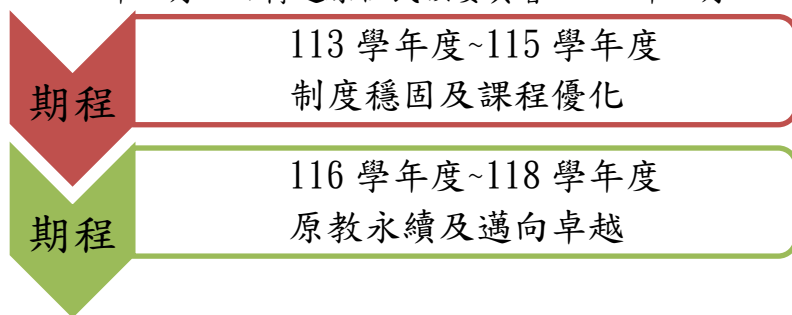 期程
113 學年度~115 學年度
制度穩固及課程優化
期程
116 學年度~118 學年度
原教永續及邁向卓越